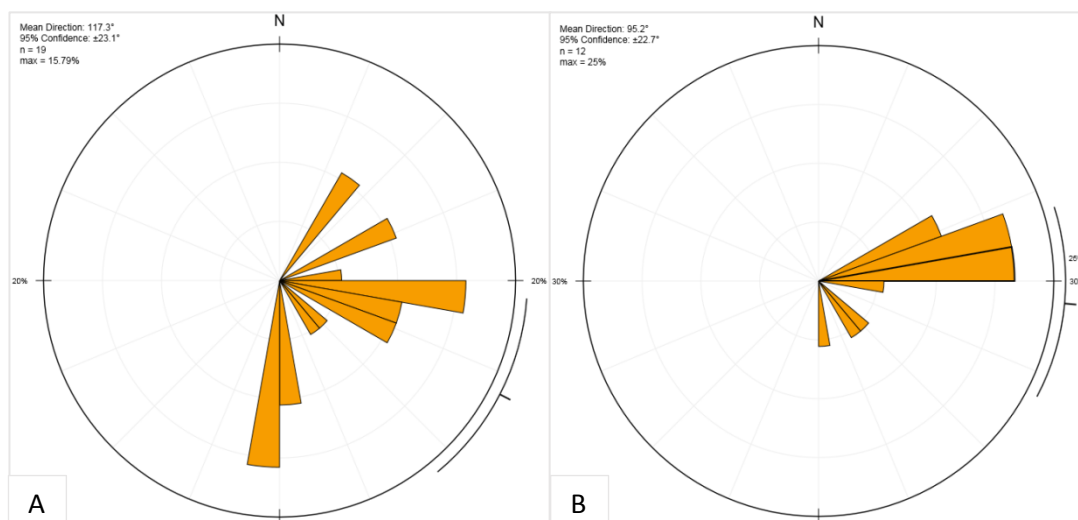 Mean Direction: 117.3°
95% Confidence: ±23.1°
n = 19
max = 15.79%
N
20%
20%
A
Mean Direction: 95.2°
95% Confidence: ±22.7°
n = 12
max = 25%
N
30%
30%
B